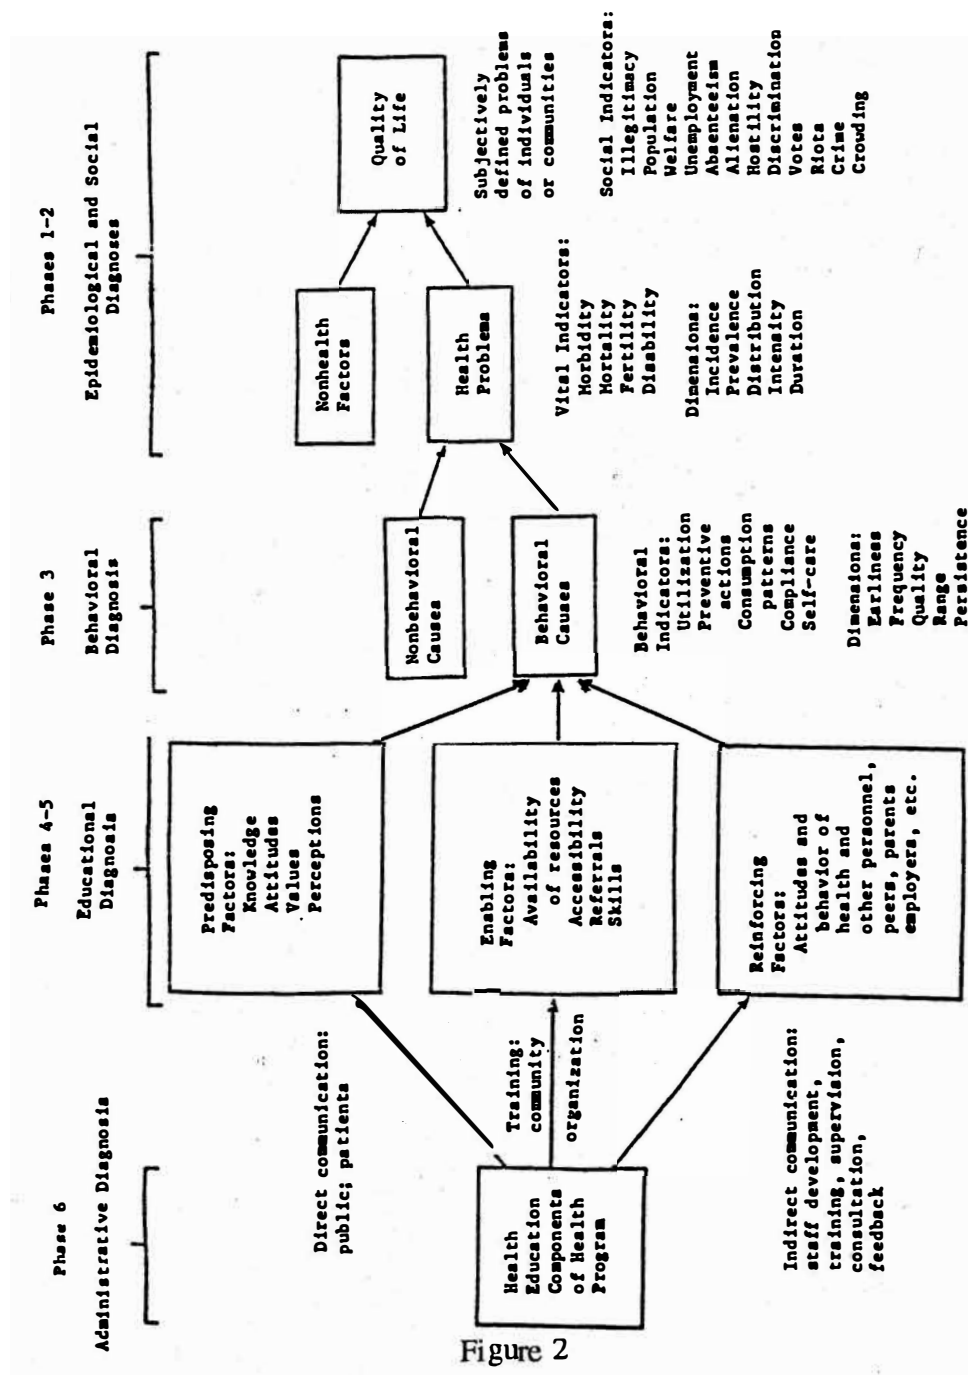 Phase 6
Administrative Diagnosis
Phases 4-5
Educational
Diagnosis
Phase 3
Behavioral
Diagnosis
Phases 1-2
Epidemiological and Social
Diagnoses
Direct communication:
public; patients
Health
Education
Components
of Health
Program
Training:
community
organization
Indirect communication:
staff development,
training, supervision,
consultation,
feedback
Predisposing
Factors:
Knowledge
Attitudes
Values
Perceptions
Enabling
Factors:
Availability
of resources
Accessibility
Referrals
Skills
Reinforcing
Factors:
Attitudes and
behavior of
health and
other personnel,
peers, parents
employers, etc.
Nonbehavioral
Causes
Behavioral
Causes
Behavioral
Indicators:
Utilization
Preventive
actions
Consumption
patterns
Compliance
Self-care
Dimensions:
Earliness
Frequency
Quality
Range
Persistence
Nonhealth
Factors
Health
Problems
Vital Indicators:
Morbidity
Mortality
Fertility
Disability
Dimensions:
Incidence
Prevalence
Distribution
Intensity
Duration
Quality
of Life
Subjectively
defined problems
of individuals
or communities
Social Indicators:
Illegitimacy
Population
Welfare
Unemployment
Absenteeism
Alienation
Hostility
Discrimination
Votes
Riots
Crime
Crowding
Figure 2